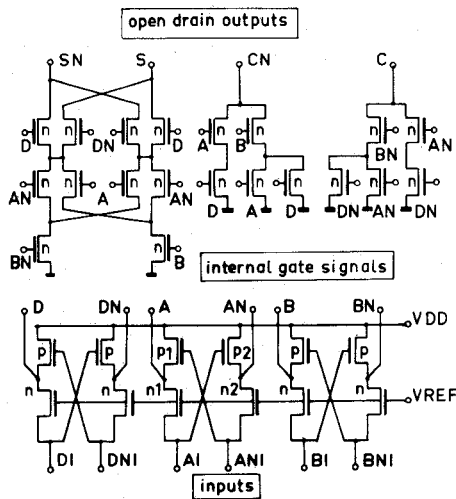 open drain outputs
SN S CN C
n n n n n n n n
D DN D A B BN AN
n n n n n n n n
AN A AN D A D DN AN DN
n n
BN B
internal gate signals
D DN A AN B BN
VDD
p p p1 p2 p p
n n n1 n2 n n
VREF
DI DNI AI ANI BI BNI
inputs